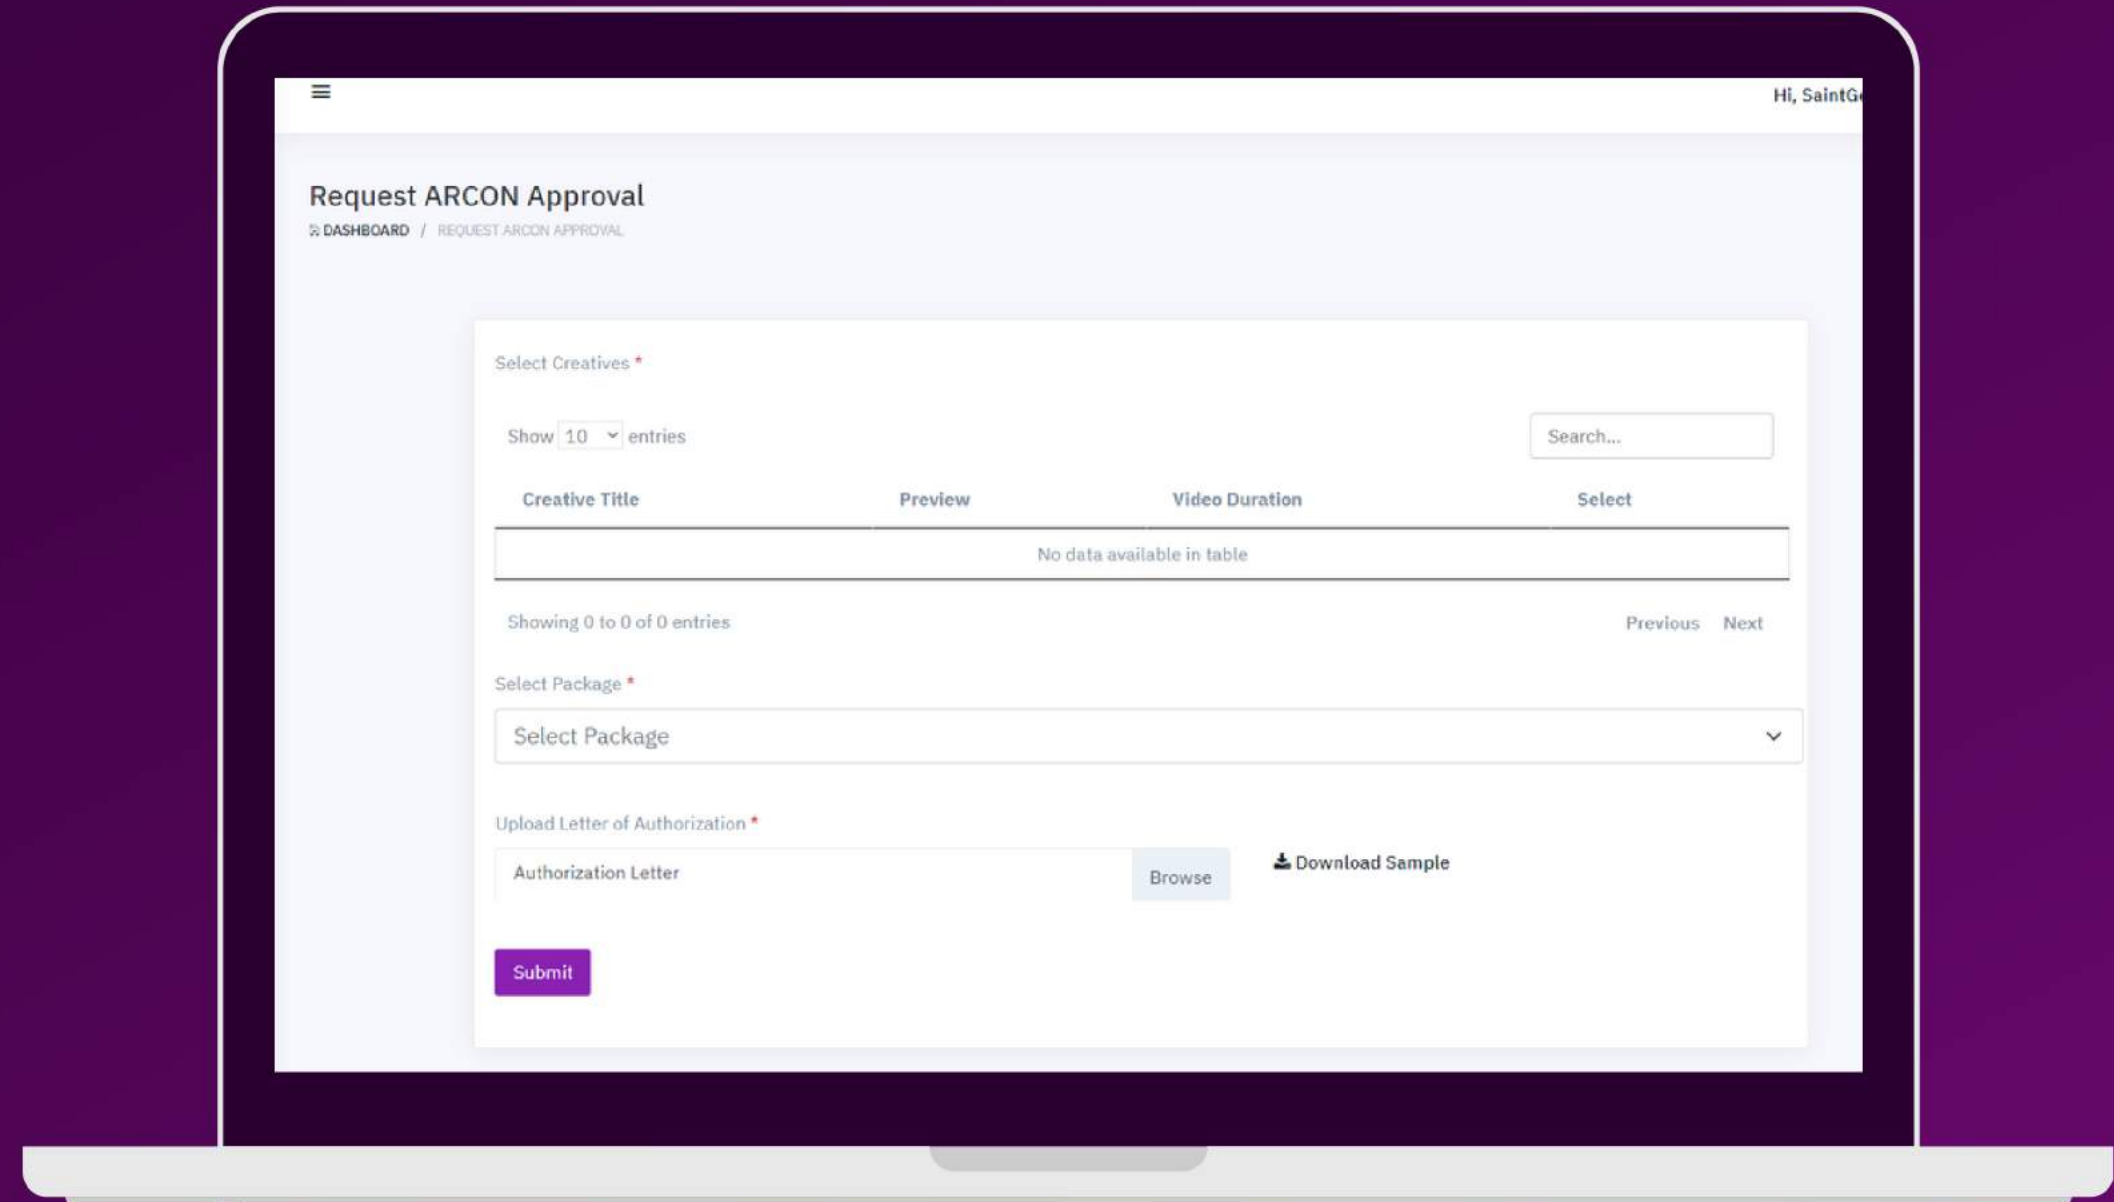 Hi, SaintG
Request ARCON Approval
DASHBOARD / REQUEST ARCON APPROVAL
Select Creatives *
Show 10 entries
Search...
Creative Title Preview Video Duration Select
No data available in table
Showing 0 to 0 of 0 entries
Previous Next
Select Package *
Select Package
Upload Letter of Authorization *
Authorization Letter Browse Download Sample
Submit